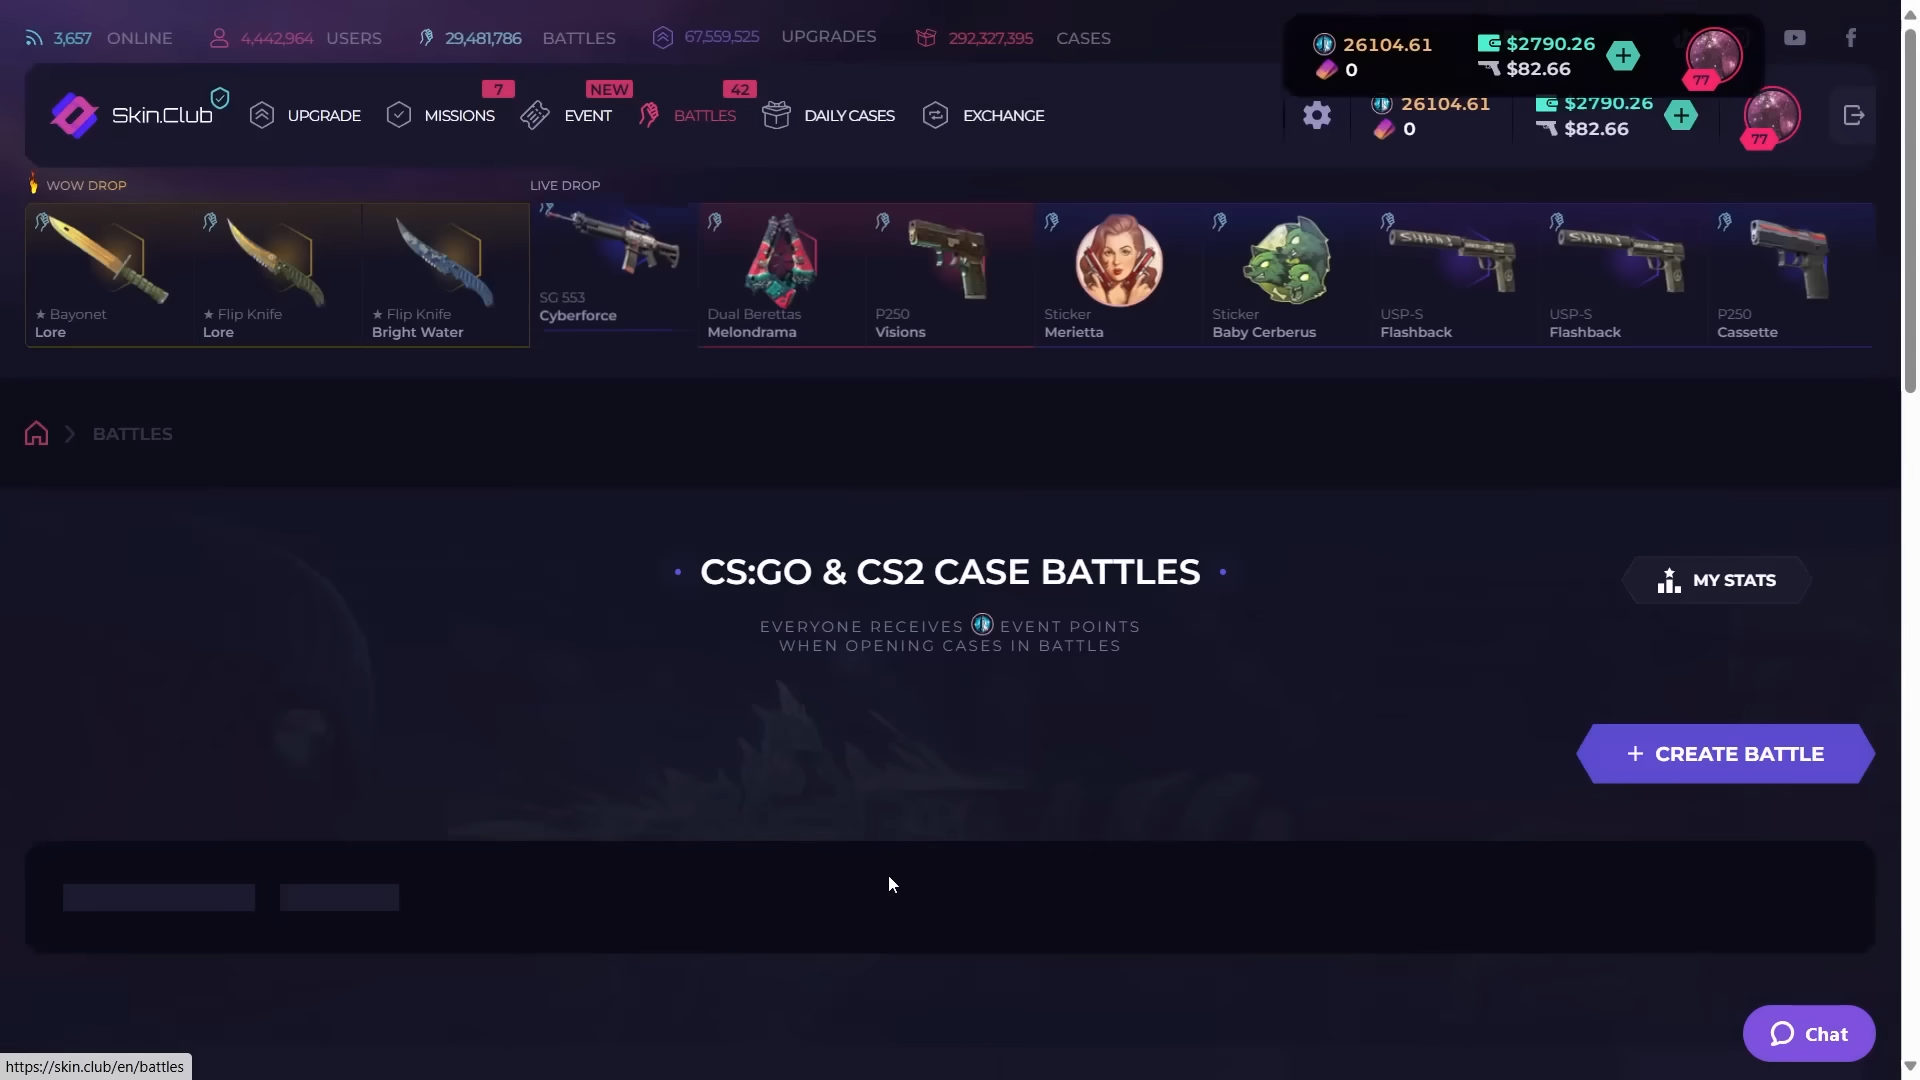 3,657 ONLINE 4,442,964 USERS 29,481,786 BATTLES 67,559,525 UPGRADES 292,327,395 CASES
26104.61 $2790.26
0 $82.66
77
Skin.Club UPGRADE 7 MISSIONS NEW EVENT 42 BATTLES DAILY CASES EXCHANGE
26104.61 $2790.26
0 $82.66
77
WOW DROP LIVE DROP
★ Bayonet
Lore
★ Flip Knife
Lore
★ Flip Knife
Bright Water
SG 553
Cyberforce
Dual Berettas
Melondrama
P250
Visions
Sticker
Merietta
Sticker
Baby Cerberus
USP-S
Flashback
USP-S
Flashback
P250
Cassette
BATTLES
CS:GO & CS2 CASE BATTLES
MY STATS
EVERYONE RECEIVES EVENT POINTS
WHEN OPENING CASES IN BATTLES
+ CREATE BATTLE
Chat
https://skin.club/en/battles